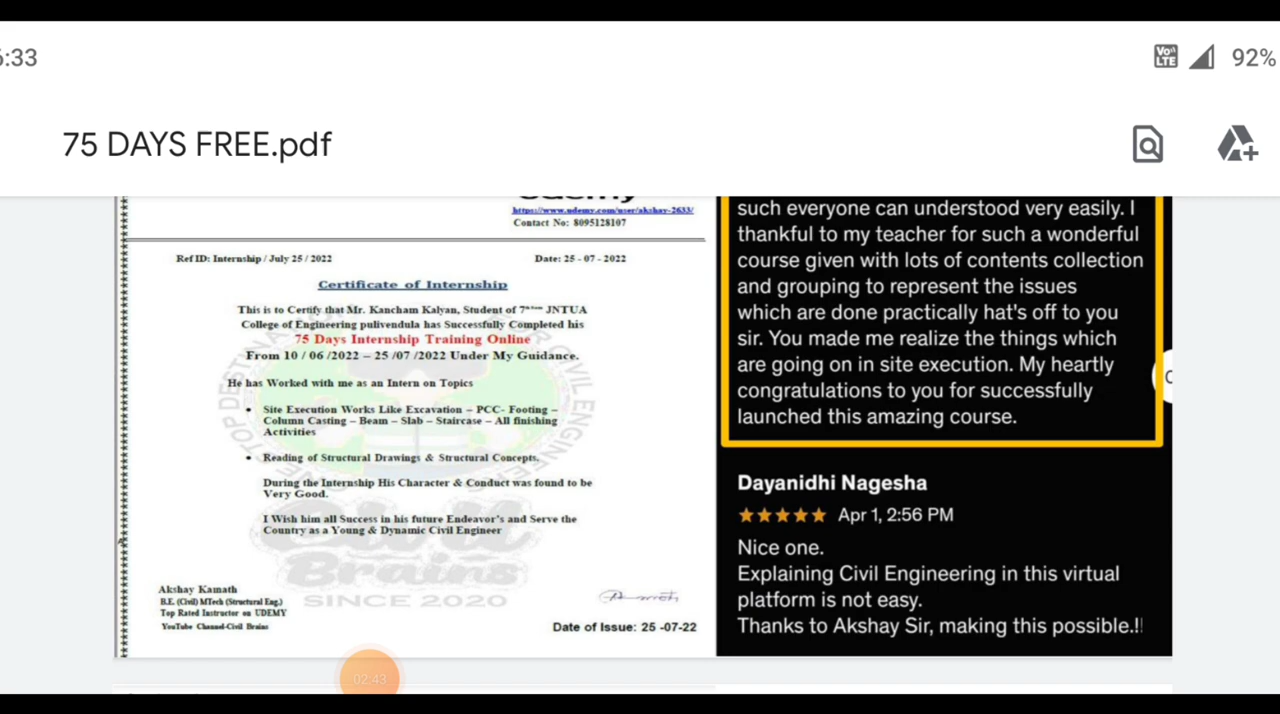 6:33
Vo LTE
92%
75 DAYS FREE.pdf
https://www.udemy.com/user/akshay-2633/
Contact No: 8095128107
Ref ID: Internship / July 25 / 2022
Date: 25 - 07 - 2022
Certificate of Internship
This is to Certify that Mr. Kancham Kalyan, Student of 7th sem JNTUA
College of Engineering pulivendula has Successfully Completed his
75 Days Internship Training Online
From 10 / 06 /2022 – 25 /07 /2022 Under My Guidance.
He has Worked with me as an Intern on Topics
• Site Execution Works Like Excavation – PCC- Footing –
Column Casting – Beam – Slab – Staircase – All finishing
Activities
• Reading of Structural Drawings & Structural Concepts.
During the Internship His Character & Conduct was found to be
Very Good.
I Wish him all Success in his future Endeavor's and Serve the
Country as a Young & Dynamic Civil Engineer
Civil
Brains
SINCE 2020
Akshay Kamath
B.E. (Civil) MTech (Structural Eng.)
Top Rated Instructor on UDEMY
YouTube Channel-Civil Brains
Date of Issue: 25 -07-22
02:43
such everyone can understood very easily. I
thankful to my teacher for such a wonderful
course given with lots of contents collection
and grouping to represent the issues
which are done practically hat's off to you
sir. You made me realize the things which
are going on in site execution. My heartly
congratulations to you for successfully
launched this amazing course.
Dayanidhi Nagesha
★★★★★ Apr 1, 2:56 PM
Nice one.
Explaining Civil Engineering in this virtual
platform is not easy.
Thanks to Akshay Sir, making this possible.!!